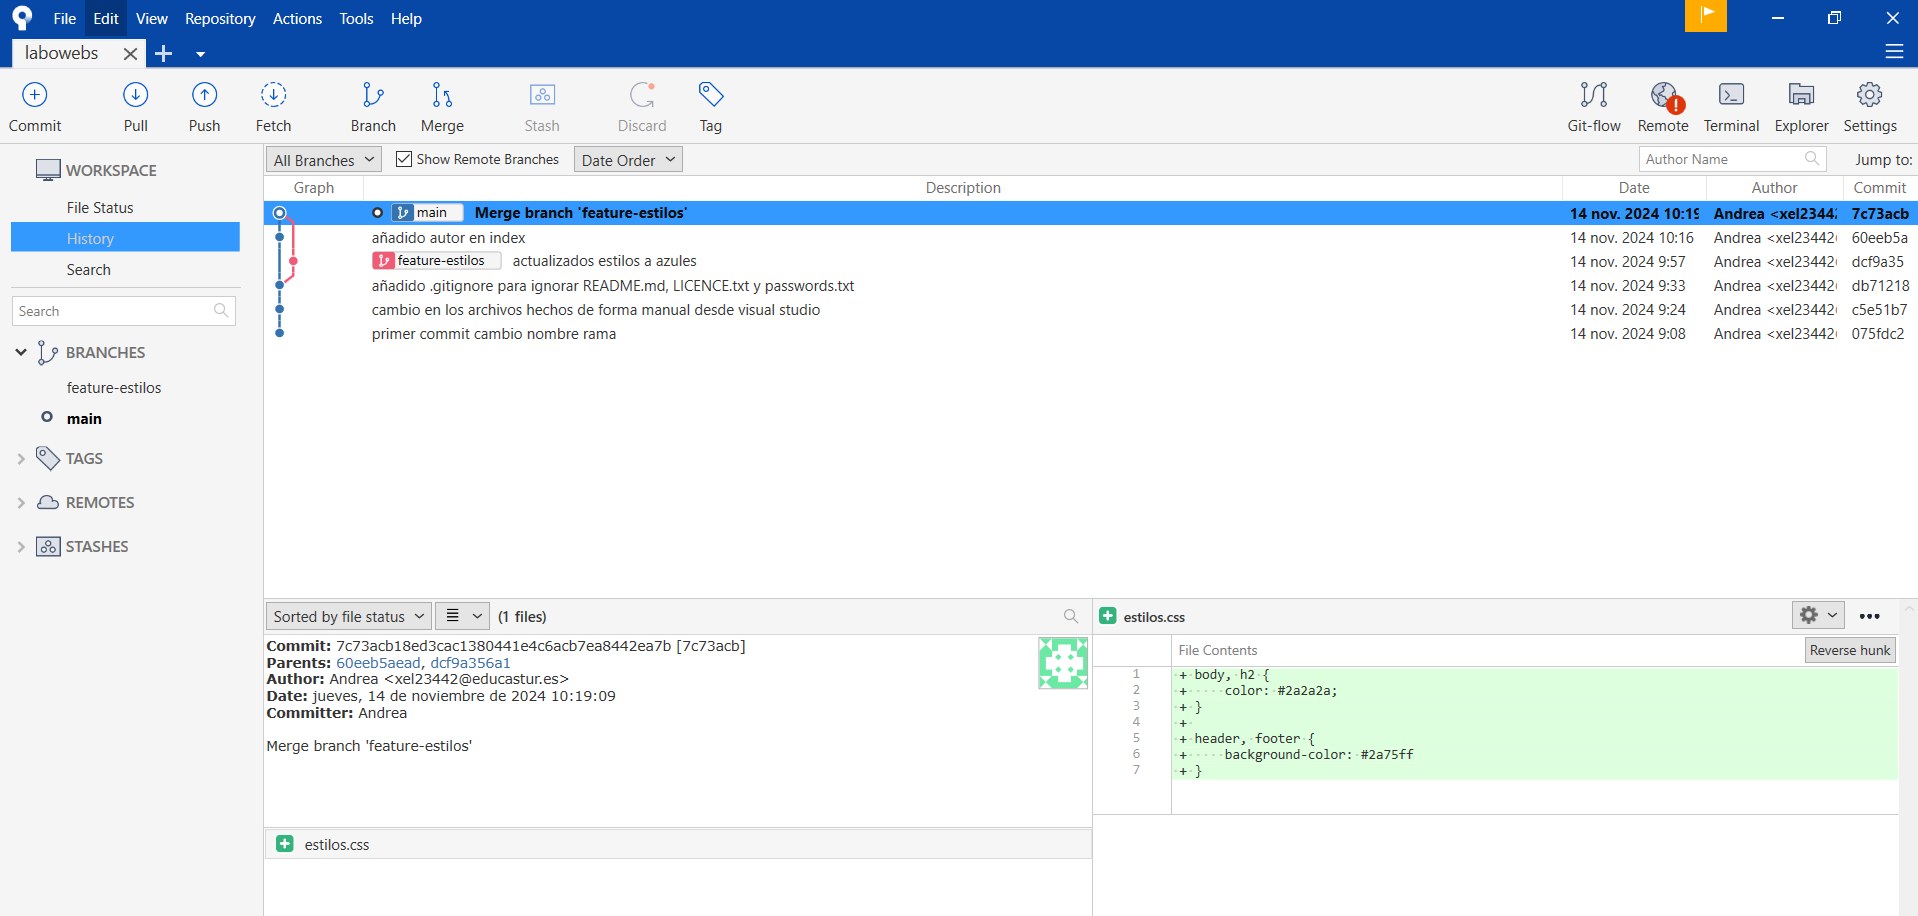 File Edit View Repository Actions Tools Help
labowebs
Commit Pull Push Fetch Branch Merge Stash Discard Tag Git-flow Remote Terminal Explorer Settings
WORKSPACE
File Status
History
Search
Search
BRANCHES
feature-estilos
main
TAGS
REMOTES
STASHES
All Branches Show Remote Branches Date Order Author Name Jump to:
Graph Description Date Author Commit
main Merge branch 'feature-estilos' 14 nov. 2024 10:19 Andrea <xel2344 7c73acb
añadido autor en index 14 nov. 2024 10:16 Andrea <xel23442 60eeb5a
feature-estilos actualizados estilos a azules 14 nov. 2024 9:57 Andrea <xel23442 dcf9a35
añadido .gitignore para ignorar README.md, LICENCE.txt y passwords.txt 14 nov. 2024 9:33 Andrea <xel23442 db71218
cambio en los archivos hechos de forma manual desde visual studio 14 nov. 2024 9:24 Andrea <xel23442 c5e51b7
primer commit cambio nombre rama 14 nov. 2024 9:08 Andrea <xel23442 075fdc2
Sorted by file status (1 files)
Commit: 7c73acb18ed3cac1380441e4c6acb7ea8442ea7b [7c73acb]
Parents: 60eeb5aead, dcf9a356a1
Author: Andrea <xel23442@educastur.es>
Date: jueves, 14 de noviembre de 2024 10:19:09
Committer: Andrea
Merge branch 'feature-estilos'
estilos.css
estilos.css
File Contents Reverse hunk
1 + body, h2 {
2 + color: #2a2a2a;
3 + }
4 +
5 + header, footer {
6 + background-color: #2a75ff
7 + }